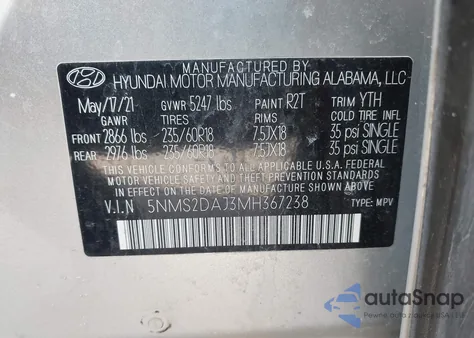 MANUFACTURED BY
HYUNDAI MOTOR MANUFACTURING ALABAMA, LLC
May/17/21 GVWR 5247 lbs PAINT R2T TRIM YTH
GAWR TIRES RIMS COLD TIRE INFL
FRONT 2866 lbs 235/60R18 7.5JX18 35 psi SINGLE
REAR 2976 lbs 235/60R18 7.5JX18 35 psi SINGLE
THIS VEHICLE CONFORMS TO ALL APPLICABLE U.S.A FEDERAL
MOTOR VEHICLE SAFETY, BUMPER, AND THEFT PREVENTION STANDARDS
IN EFFECT ON THE DATE OF MANUFACTURE SHOWN ABOVE.
V.I.N 5NMS2DAJ3MH367238 TYPE: MPV
autoSnap